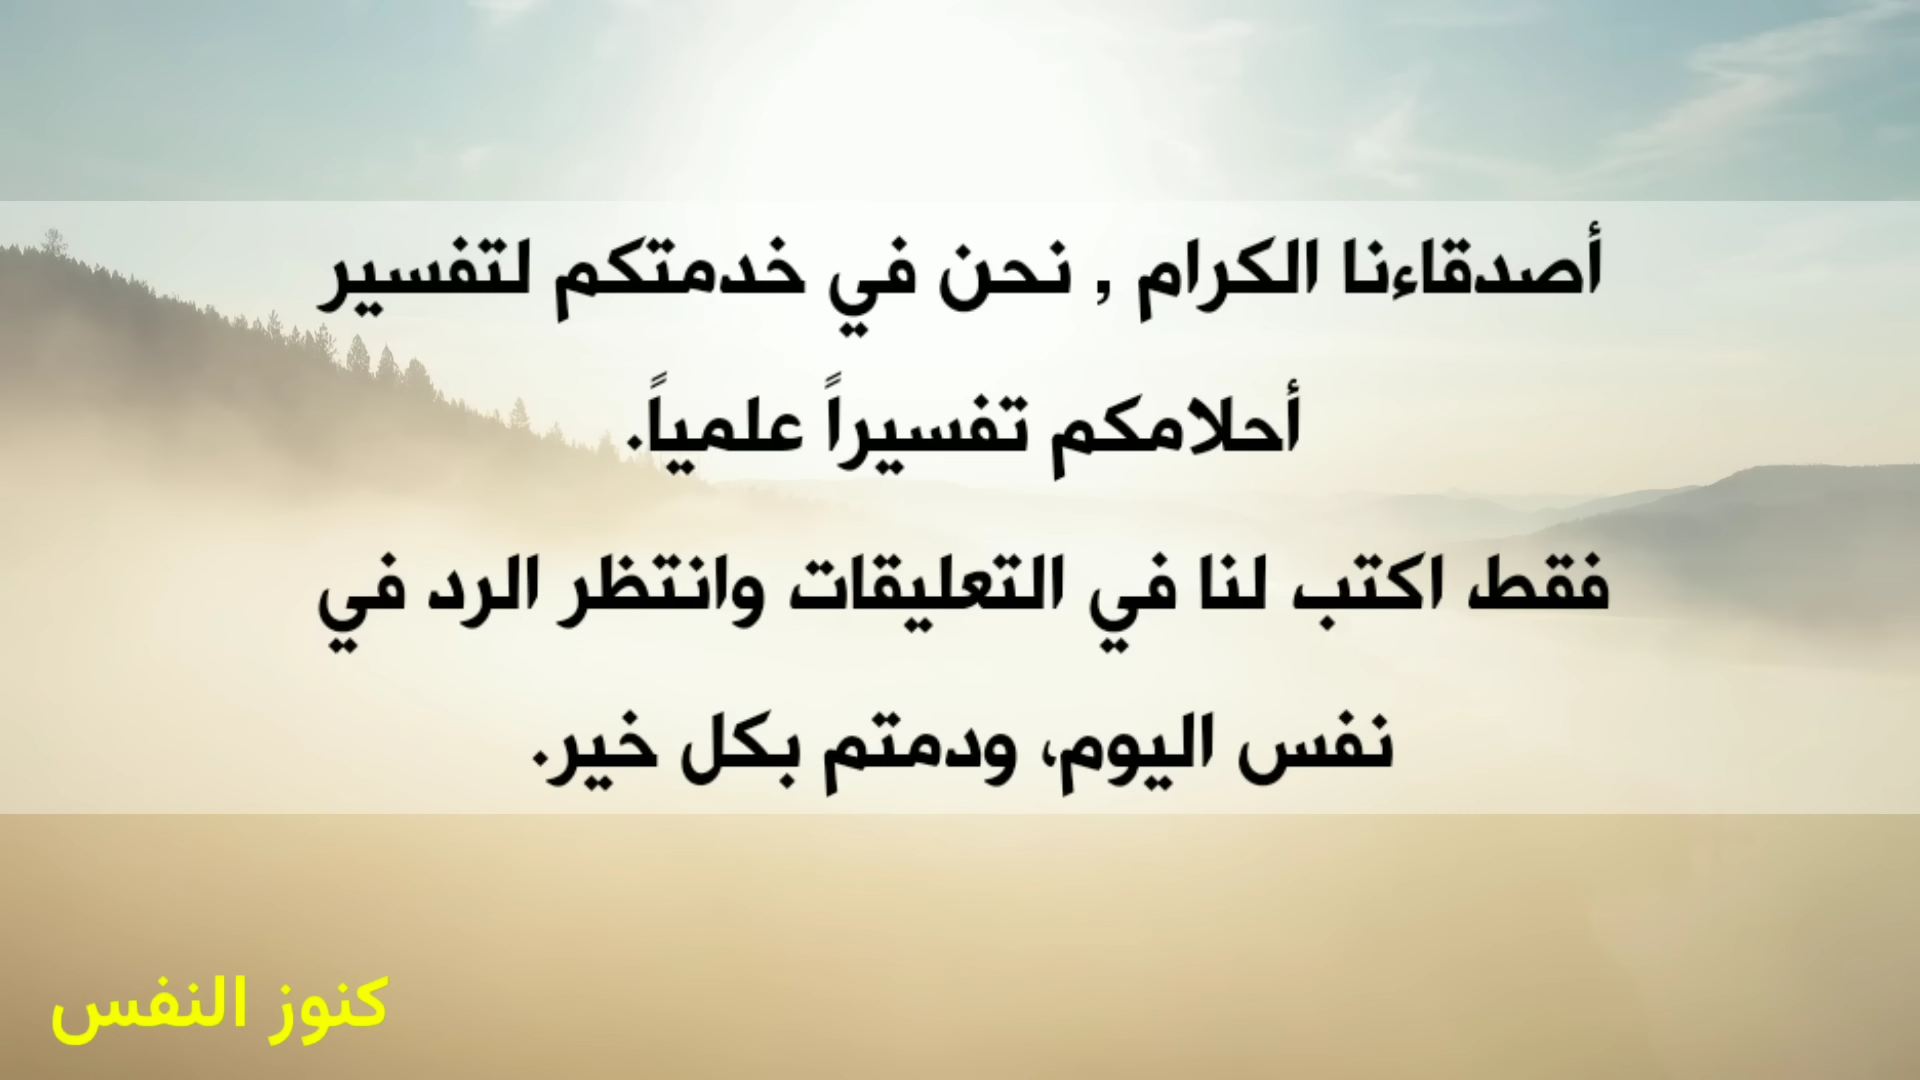 أصدقاءنا الكرام , نحن في خدمتكم لتفسير
أحلامكم تفسيراً علمياً.
فقط اكتب لنا في التعليقات وانتظر الرد في
نفس اليوم، ودمتم بكل خير.
كنوز النفس